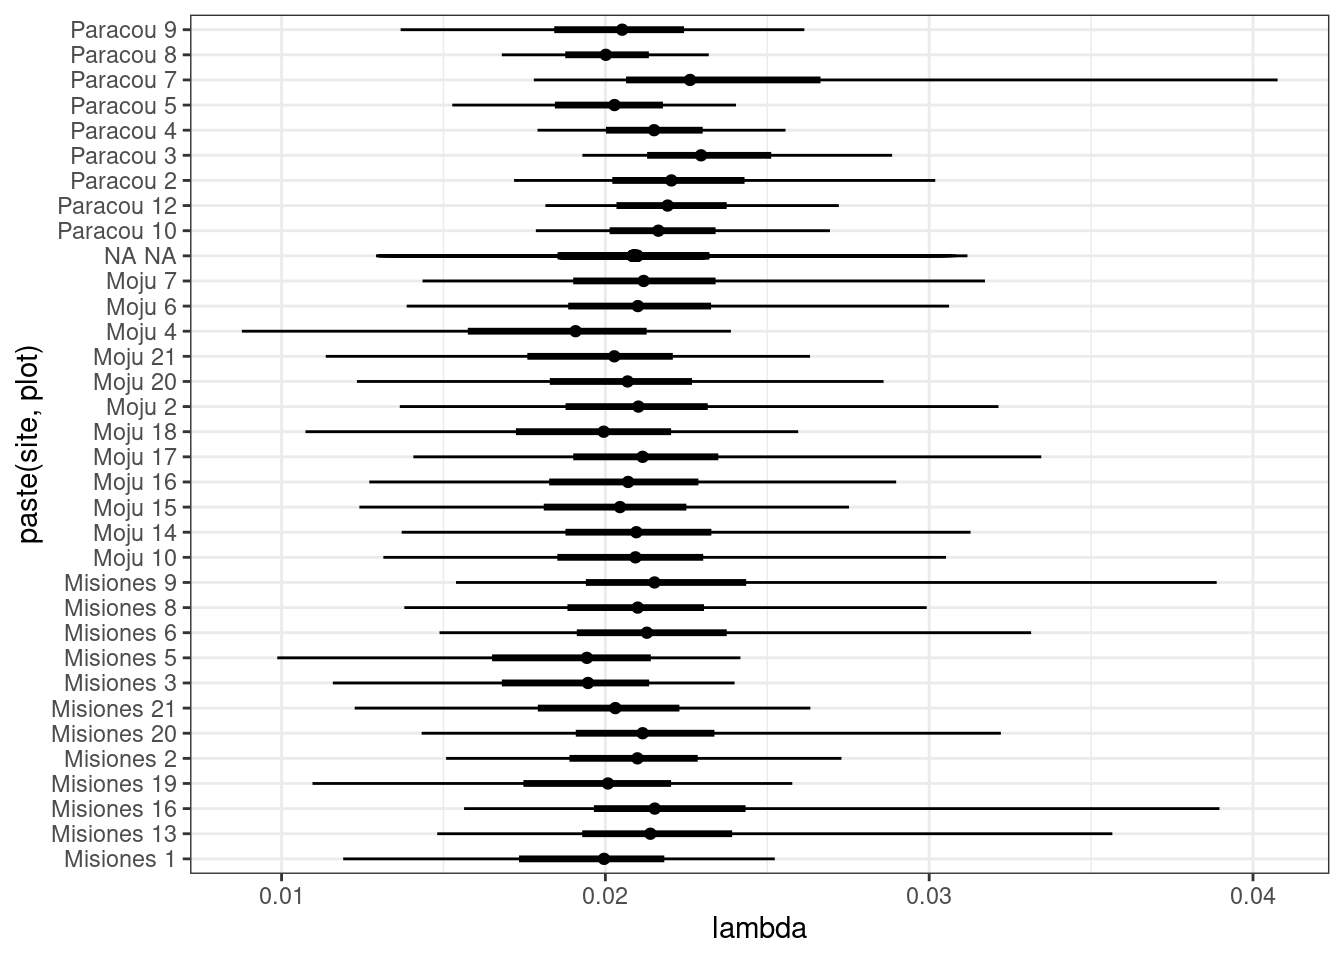 Paracou 9
Paracou 8
Paracou 7
Paracou 5
Paracou 4
Paracou 3
Paracou 2
Paracou 12
Paracou 10
NA NA
Moju 7
Moju 6
Moju 4
Moju 21
Moju 20
Moju 2
Moju 18
Moju 17
Moju 16
Moju 15
Moju 14
Moju 10
Misiones 9
Misiones 8
Misiones 6
Misiones 5
Misiones 3
Misiones 21
Misiones 20
Misiones 2
Misiones 19
Misiones 16
Misiones 13
Misiones 1
paste(site, plot)
0.01 0.02 0.03 0.04
lambda